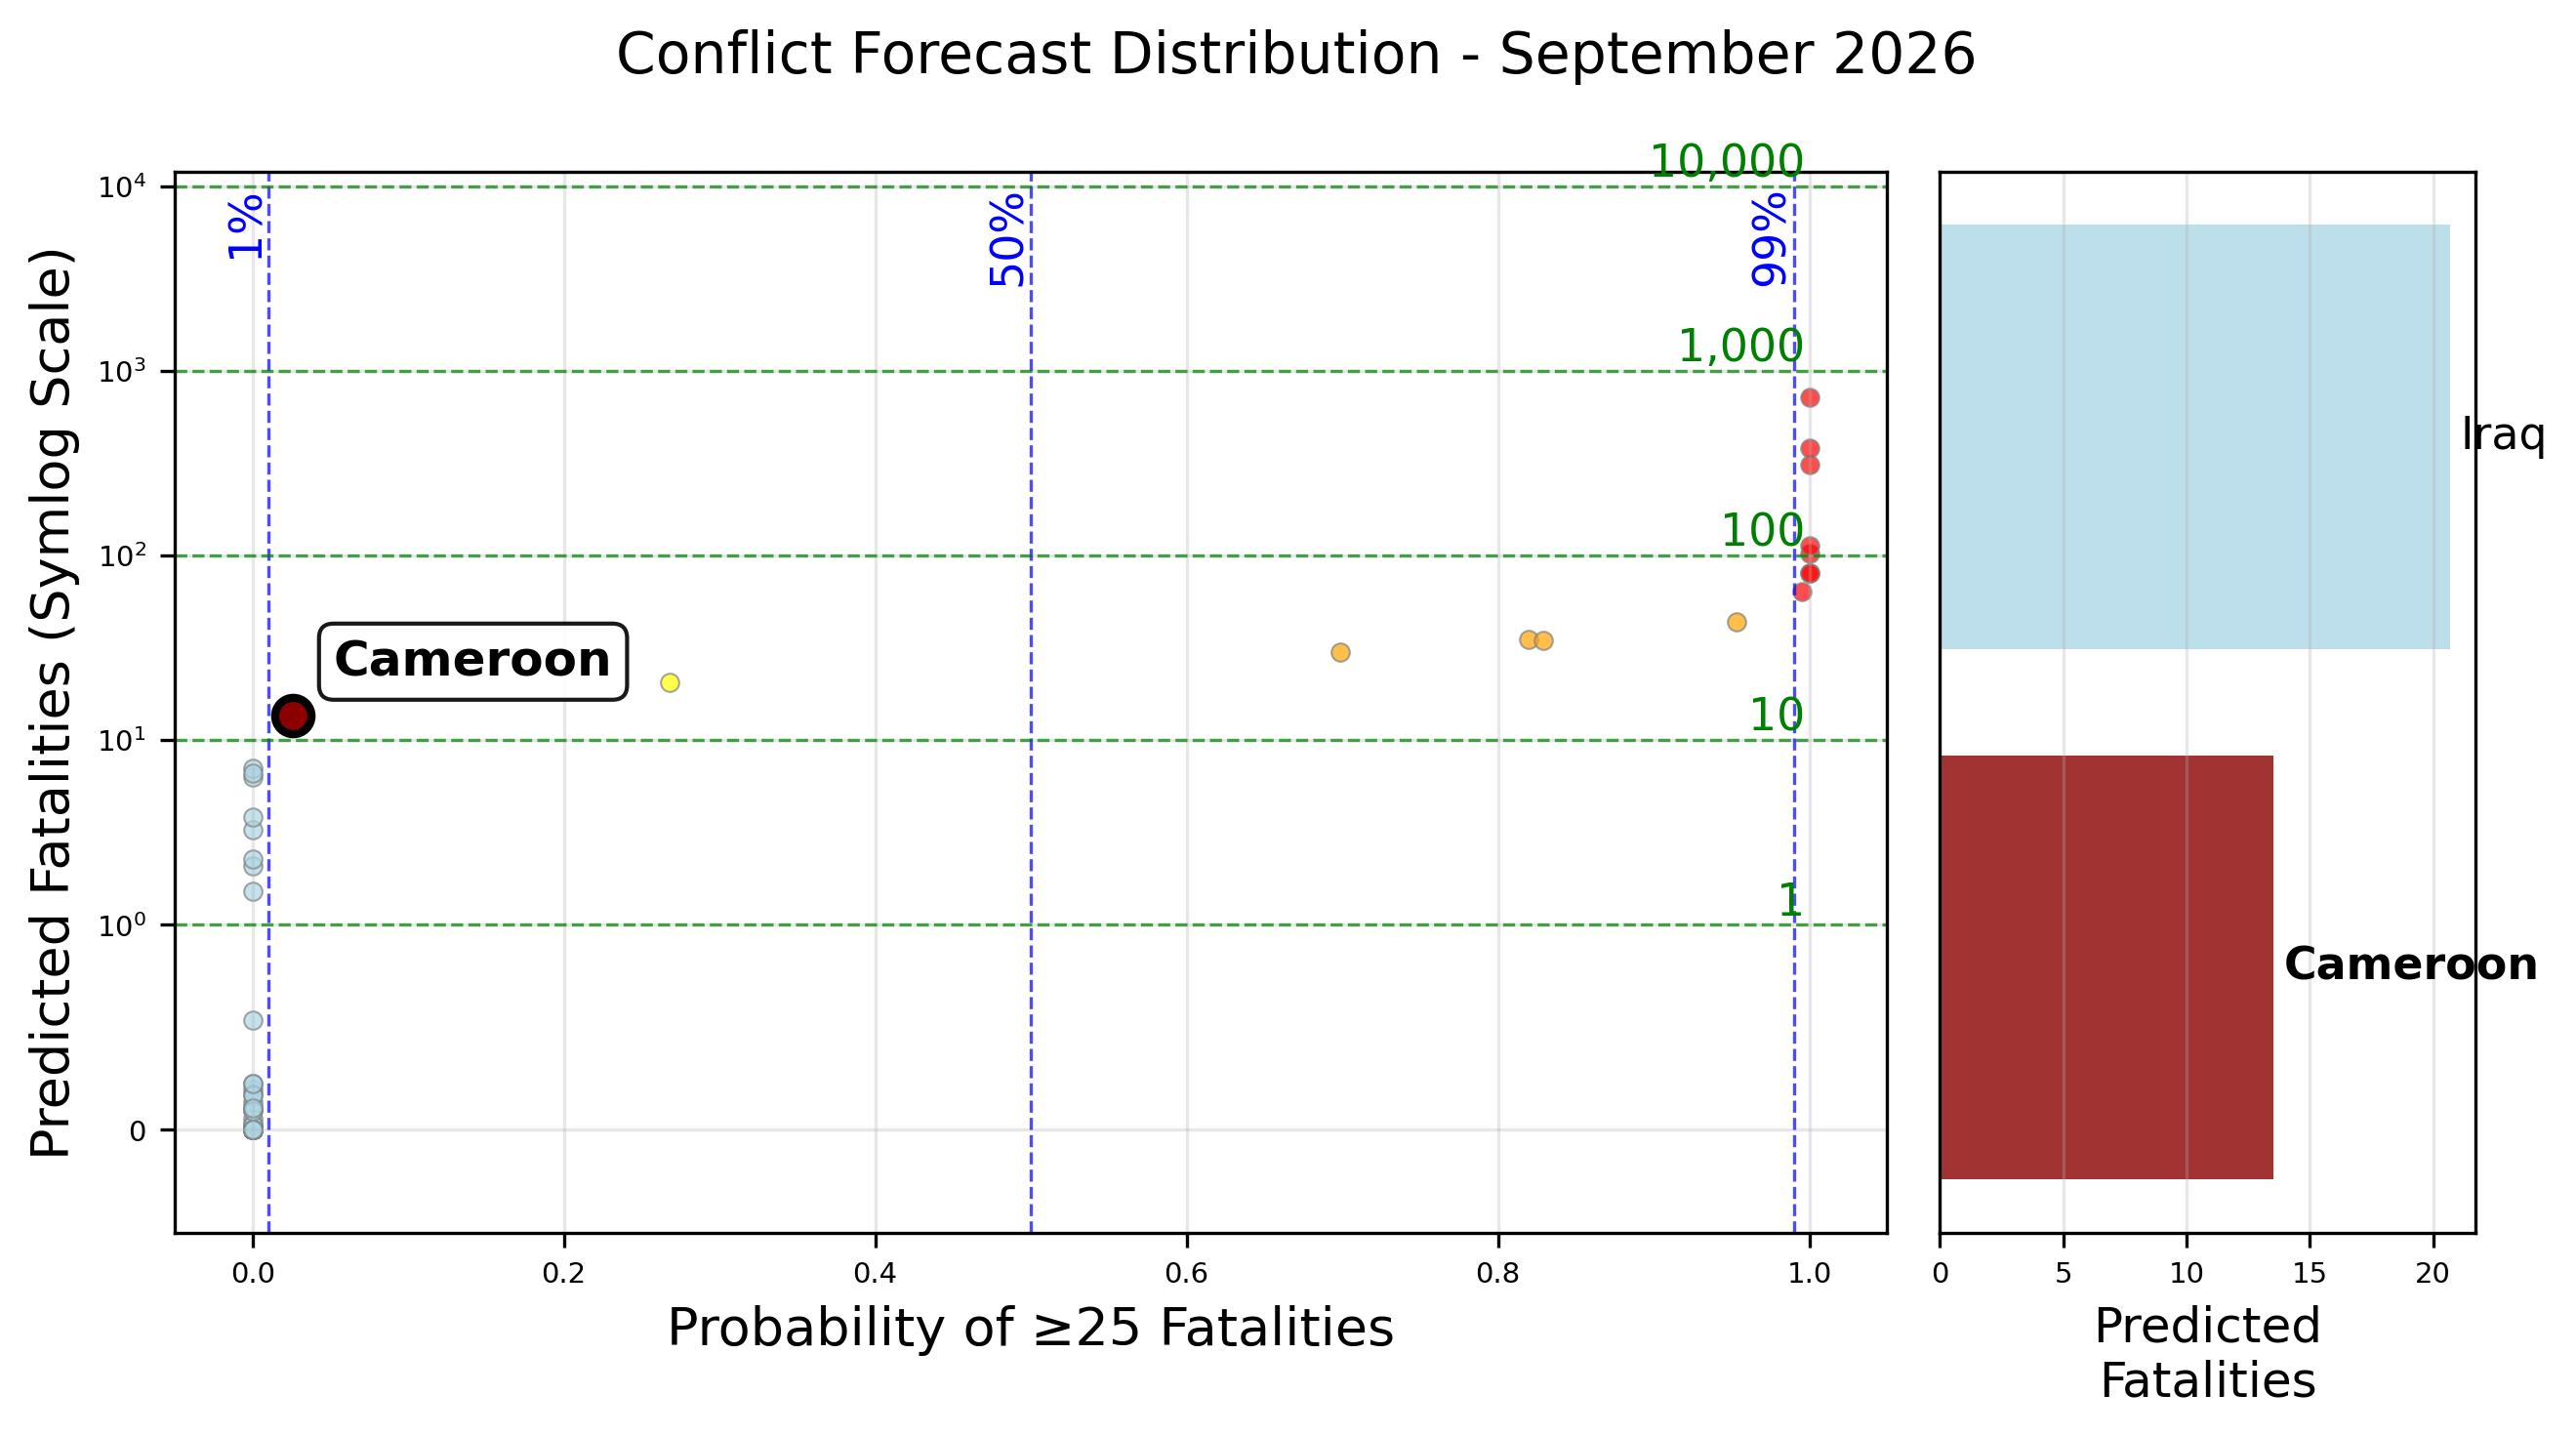 Conflict Forecast Distribution - September 2026
Predicted Fatalities (Symlog Scale)
10⁴
10³
10²
10¹
10⁰
0
1%
50%
99%
10,000
1,000
100
10
1
Cameroon
0.0 0.2 0.4 0.6 0.8 1.0
Probability of ≥25 Fatalities
Iraq
Cameroon
0 5 10 15 20
Predicted
Fatalities